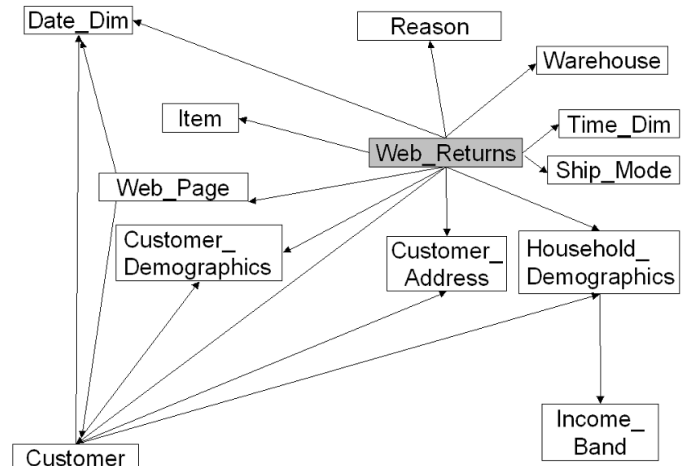 Date_Dim
Reason
Warehouse
Item
Time_Dim
Web_Returns
Ship_Mode
Web_Page
Customer_
Demographics
Customer_
Address
Household_
Demographics
Income_
Band
Customer